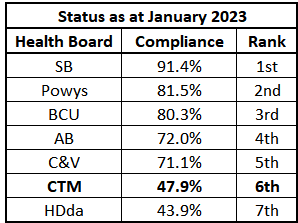 Status as at January 2023
Health Board Compliance Rank
SB 91.4% 1st
Powys 81.5% 2nd
BCU 80.3% 3rd
AB 72.0% 4th
C&V 71.1% 5th
CTM 47.9% 6th
HDda 43.9% 7th